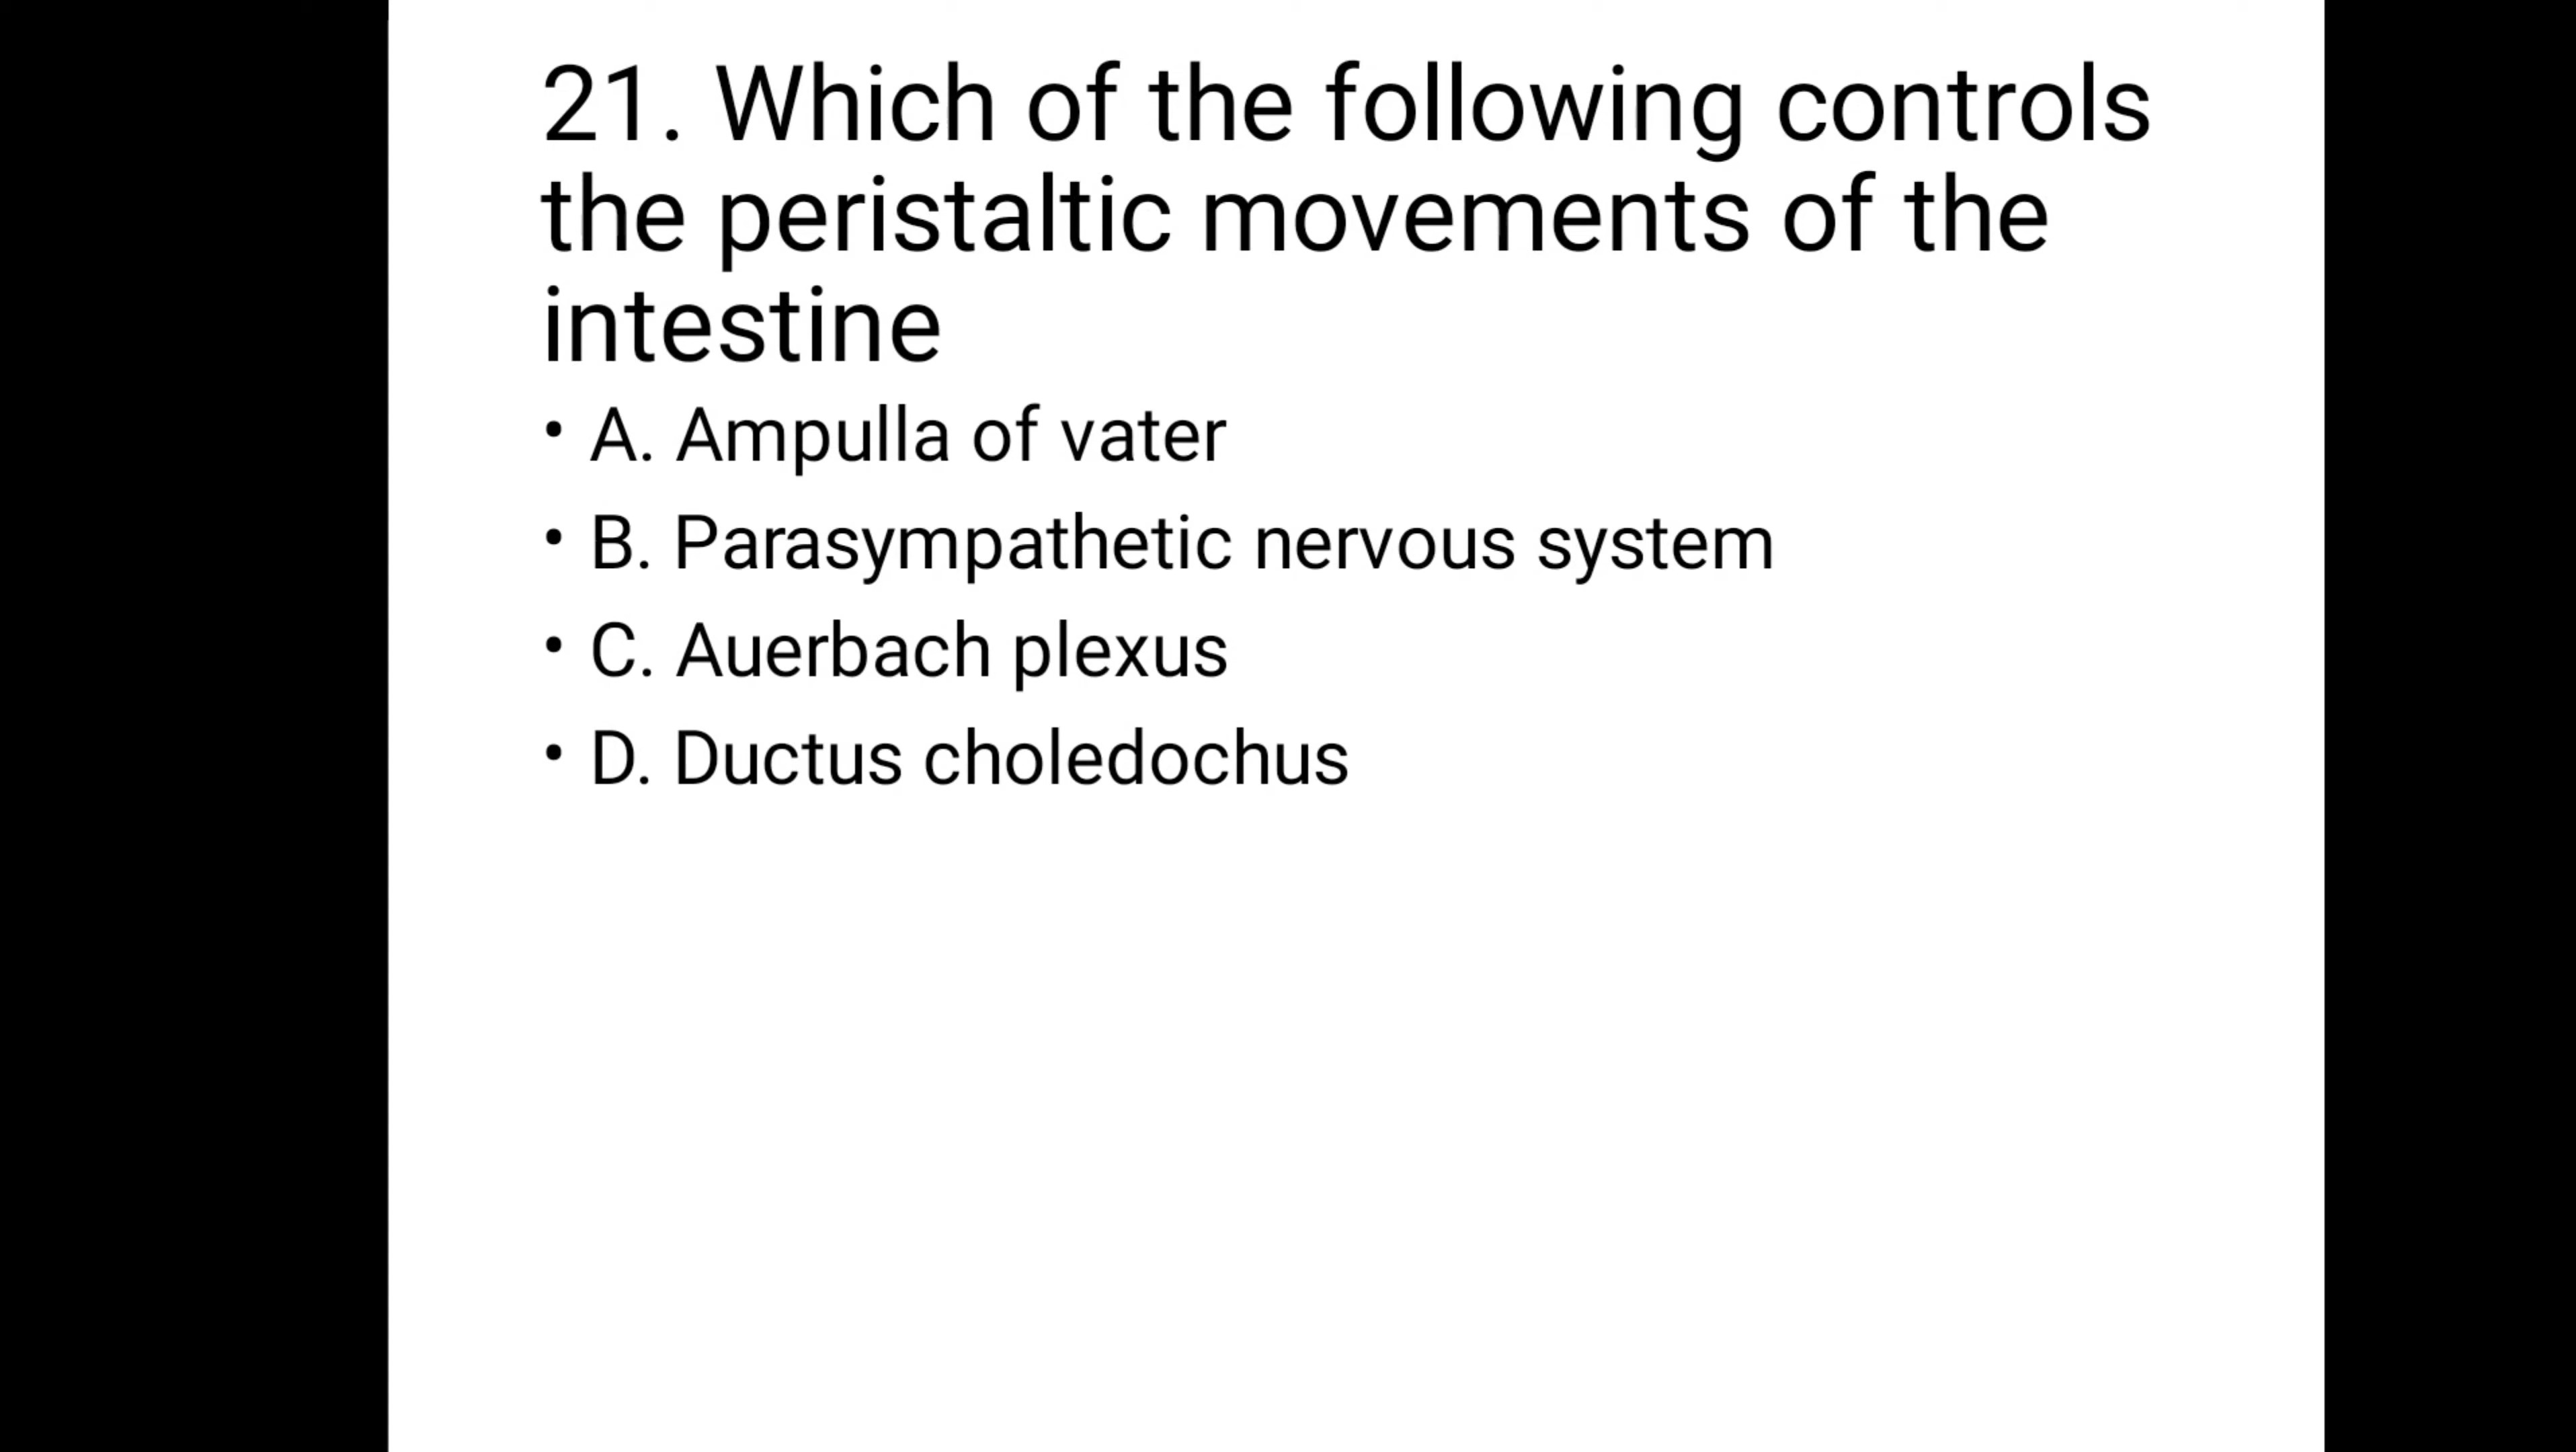 21. Which of the following controls
the peristaltic movements of the
intestine
• A. Ampulla of vater
• B. Parasympathetic nervous system
• C. Auerbach plexus
• D. Ductus choledochus